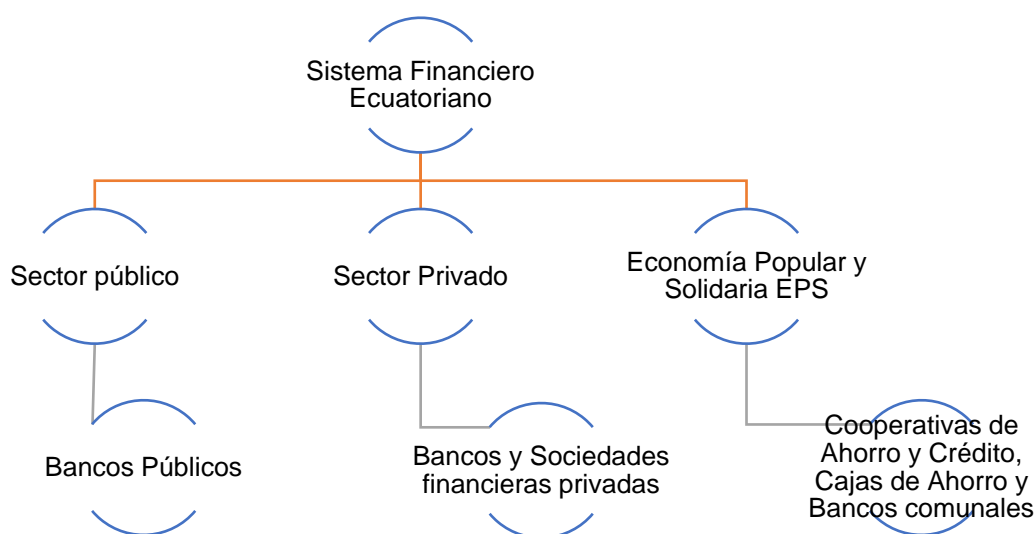 Sistema Financiero
Ecuatoriano
Sector público
Sector Privado
Economía Popular y
Solidaria EPS
Bancos Públicos
Bancos y Sociedades
financieras privadas
Cooperativas de
Ahorro y Crédito,
Cajas de Ahorro y
Bancos comunales